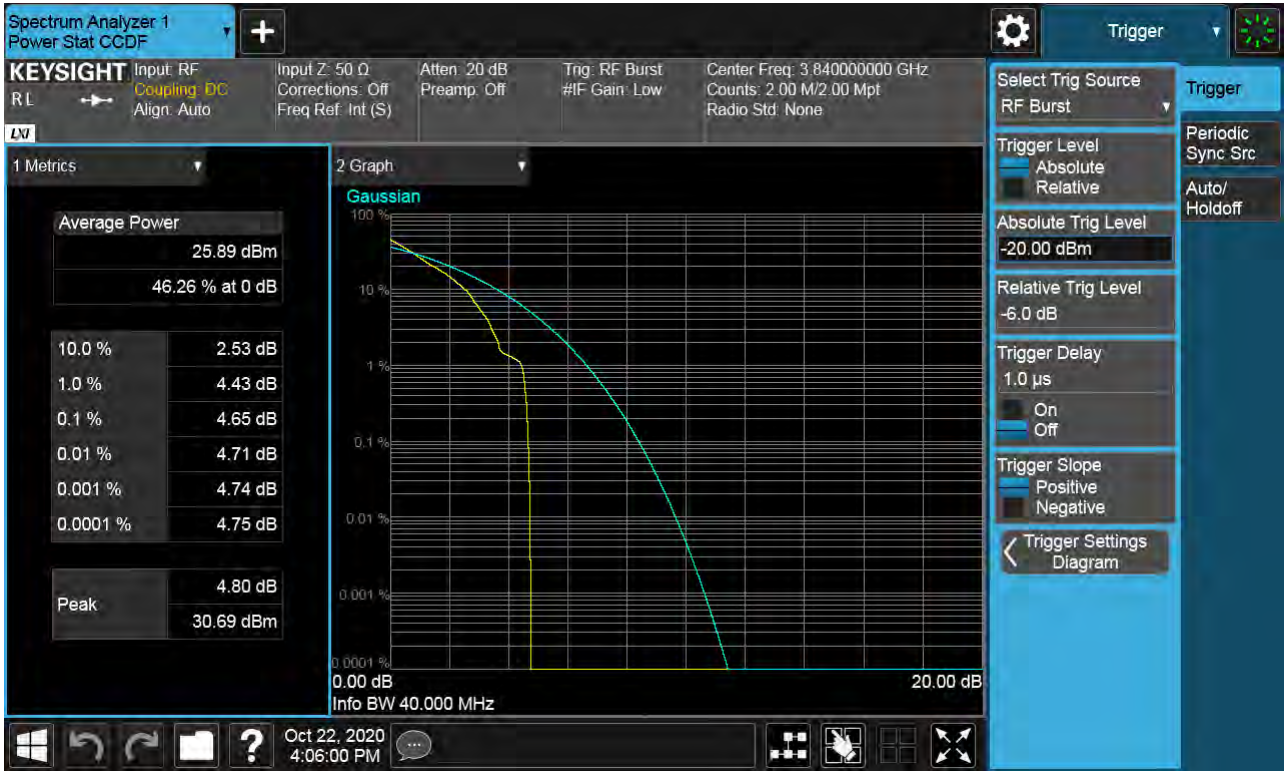 Spectrum Analyzer 1
Power Stat CCDF
+
Trigger
KEYSIGHT
RL
LXI
Input: RF
Coupling: DC
Align: Auto
Input Z: 50 Ω
Corrections: Off
Freq Ref: Int (S)
Atten: 20 dB
Preamp: Off
Trig: RF Burst
#IF Gain: Low
Center Freq: 3.840000000 GHz
Counts: 2.00 M/2.00 Mpt
Radio Std: None
1 Metrics
Average Power
25.89 dBm
46.26 % at 0 dB
10.0 % 2.53 dB
1.0 % 4.43 dB
0.1 % 4.65 dB
0.01 % 4.71 dB
0.001 % 4.74 dB
0.0001 % 4.75 dB
Peak
4.80 dB
30.69 dBm
2 Graph
Gaussian
100 %
10 %
1 %
0.1 %
0.01 %
0.001 %
0.0001 %
0.00 dB 20.00 dB
Info BW 40.000 MHz
Select Trig Source
RF Burst
Trigger Level
Absolute
Relative
Absolute Trig Level
-20.00 dBm
Relative Trig Level
-6.0 dB
Trigger Delay
1.0 µs
On
Off
Trigger Slope
Positive
Negative
Trigger Settings
Diagram
Trigger
Periodic
Sync Src
Auto/
Holdoff
?
Oct 22, 2020
4:06:00 PM